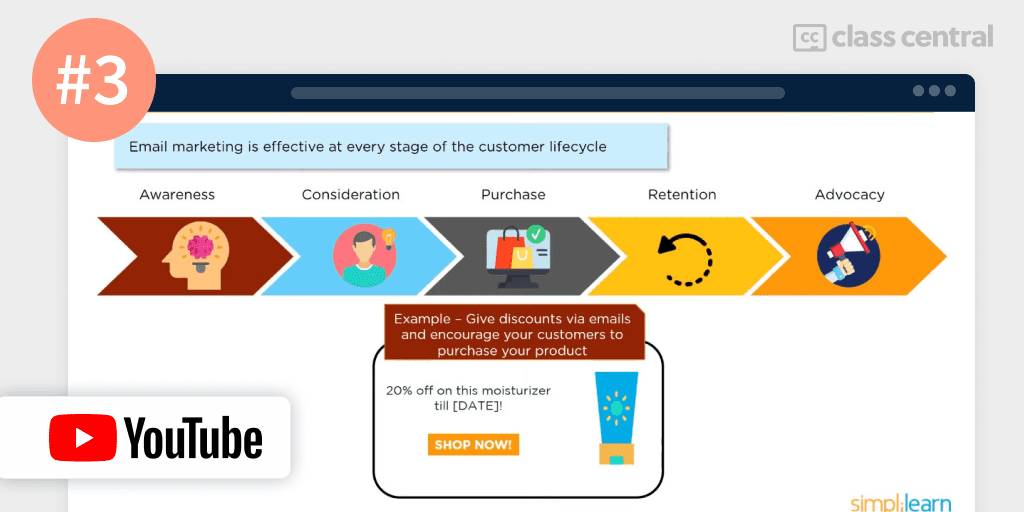 #3
class central
Email marketing is effective at every stage of the customer lifecycle
Awareness
Consideration
Purchase
Retention
Advocacy
Example – Give discounts via emails
and encourage your customers to
purchase your product
20% off on this moisturizer
till [DATE]!
SHOP NOW!
YouTube
simplilearn